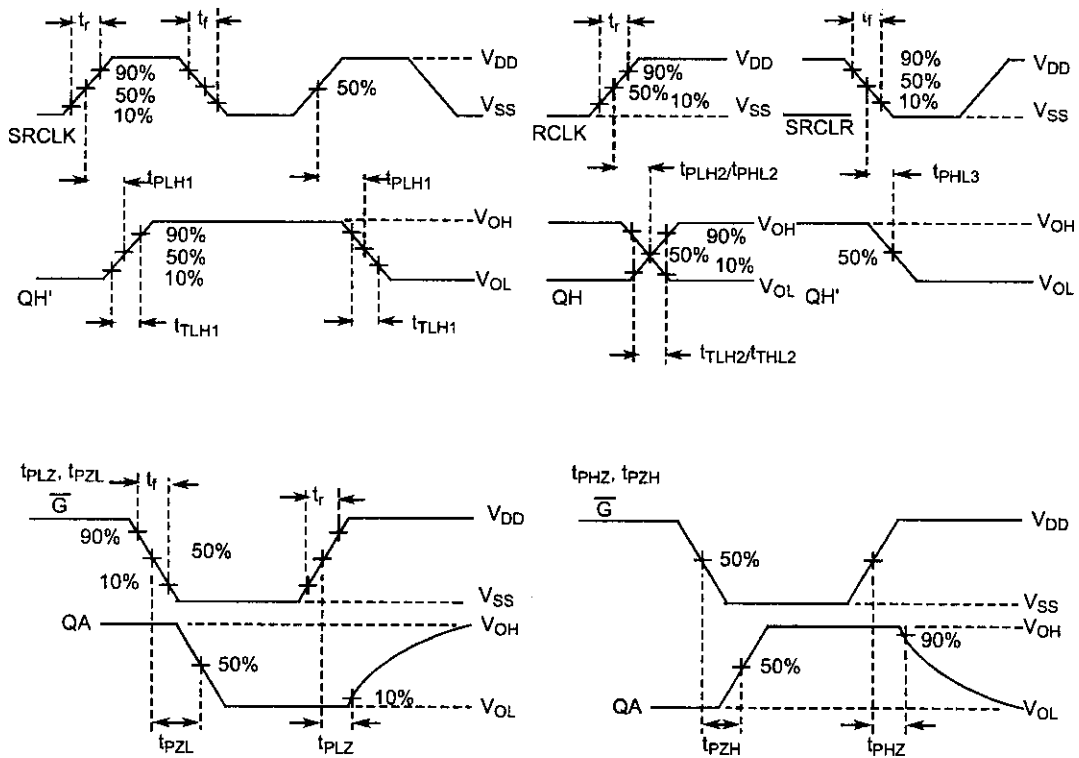 tr tf
90%
50%
10%
50%
VDD
VSS
SRCLK
tPLH1 tPLH1
VOH
90%
50%
10%
VOL
QH'
tTLH1 tTLH1
tr
90%
50% 10%
VDD
VSS
RCLK
tPLH2/tPHL2
VOH
90%
50%
10%
VOL
QH
tTLH2/tTHL2
tf
90%
50%
10%
VDD
VSS
SRCLR
tPHL3
VOH
50%
VOL
QH'
tPLZ, tPZL tf tr
G
VDD
90% 50%
10%
VSS
QA VOH
50%
10%
VOL
tPZL tPLZ
tPHZ, tPZH
G
VDD
50%
VSS
VOH
90%
50%
QA VOL
tPZH tPHZ